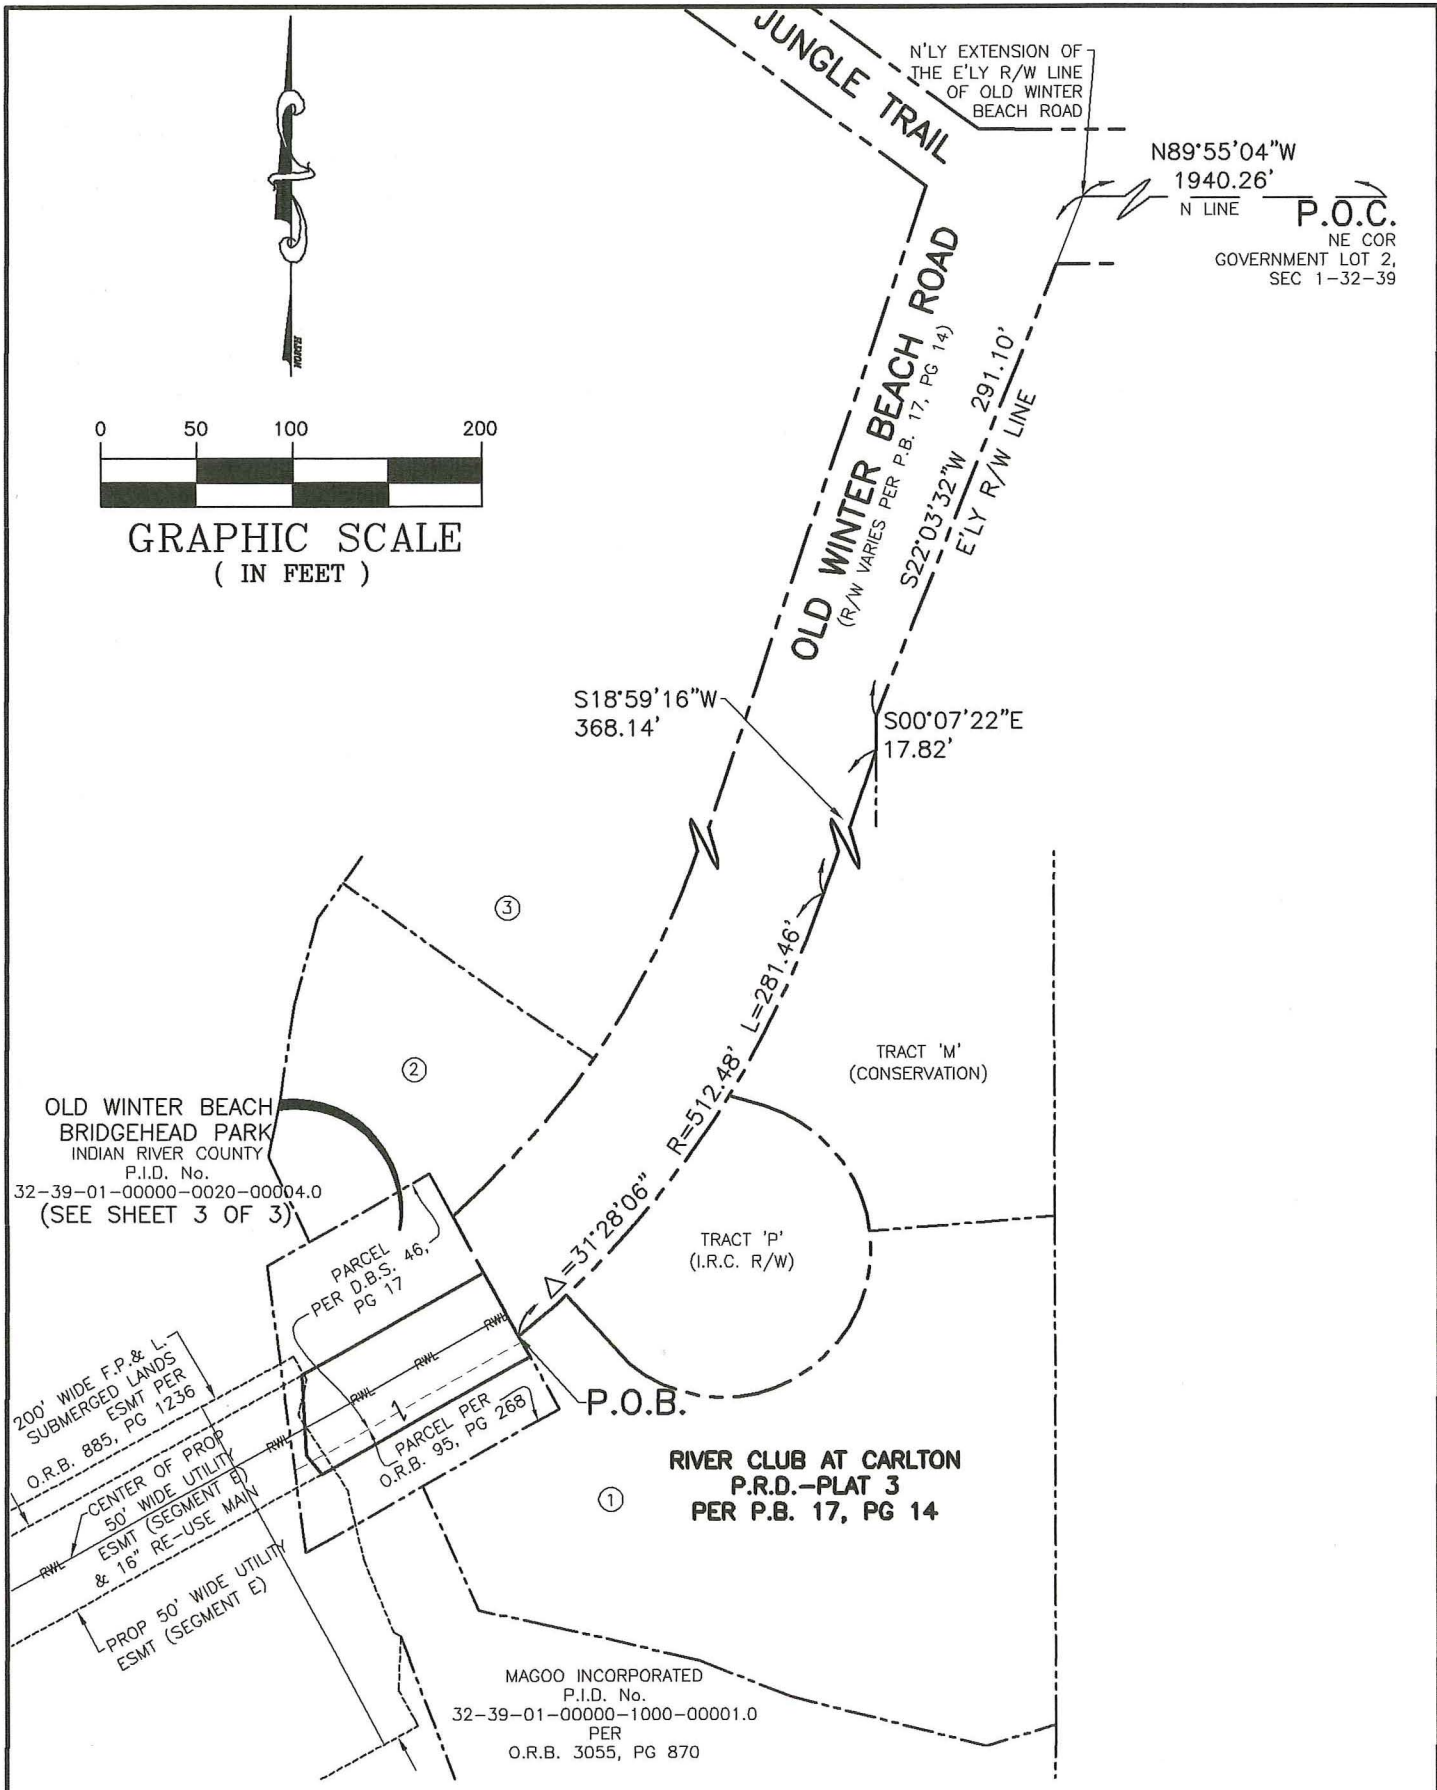 JUNGLE TRAIL
N'LY EXTENSION OF
THE E'LY R/W LINE
OF OLD WINTER
BEACH ROAD
N89°55'04"W
1940.26'
N LINE
P.O.C.
NE COR
GOVERNMENT LOT 2,
SEC 1-32-39
NORTH
0 50 100 200
GRAPHIC SCALE
( IN FEET )
OLD WINTER BEACH ROAD
(R/W VARIES PER P.B. 17, PG 14)
S22°03'32"W 291.10'
E'LY R/W LINE
S18°59'16"W
368.14'
S00°07'22"E
17.82'
3
2
Δ=31°28'06" R=512.48' L=281.46'
TRACT 'M'
(CONSERVATION)
OLD WINTER BEACH
BRIDGEHEAD PARK
INDIAN RIVER COUNTY
P.I.D. No.
32-39-01-00000-0020-00004.0
(SEE SHEET 3 OF 3)
TRACT 'P'
(I.R.C. R/W)
PARCEL
PER D.B.S. 46,
PG 17
RWL
RWL
RWL
RWL
RWL
1
PARCEL PER
O.R.B. 95, PG 268
P.O.B.
200' WIDE F.P.& L.
SUBMERGED LANDS
ESMT PER
O.R.B. 885, PG 1236
CENTER OF PROP
50' WIDE UTILITY
ESMT (SEGMENT E)
& 16" RE-USE MAIN
PROP 50' WIDE UTILITY
ESMT (SEGMENT E)
RIVER CLUB AT CARLTON
P.R.D.-PLAT 3
PER P.B. 17, PG 14
1
MAGOO INCORPORATED
P.I.D. No.
32-39-01-00000-1000-00001.0
PER
O.R.B. 3055, PG 870